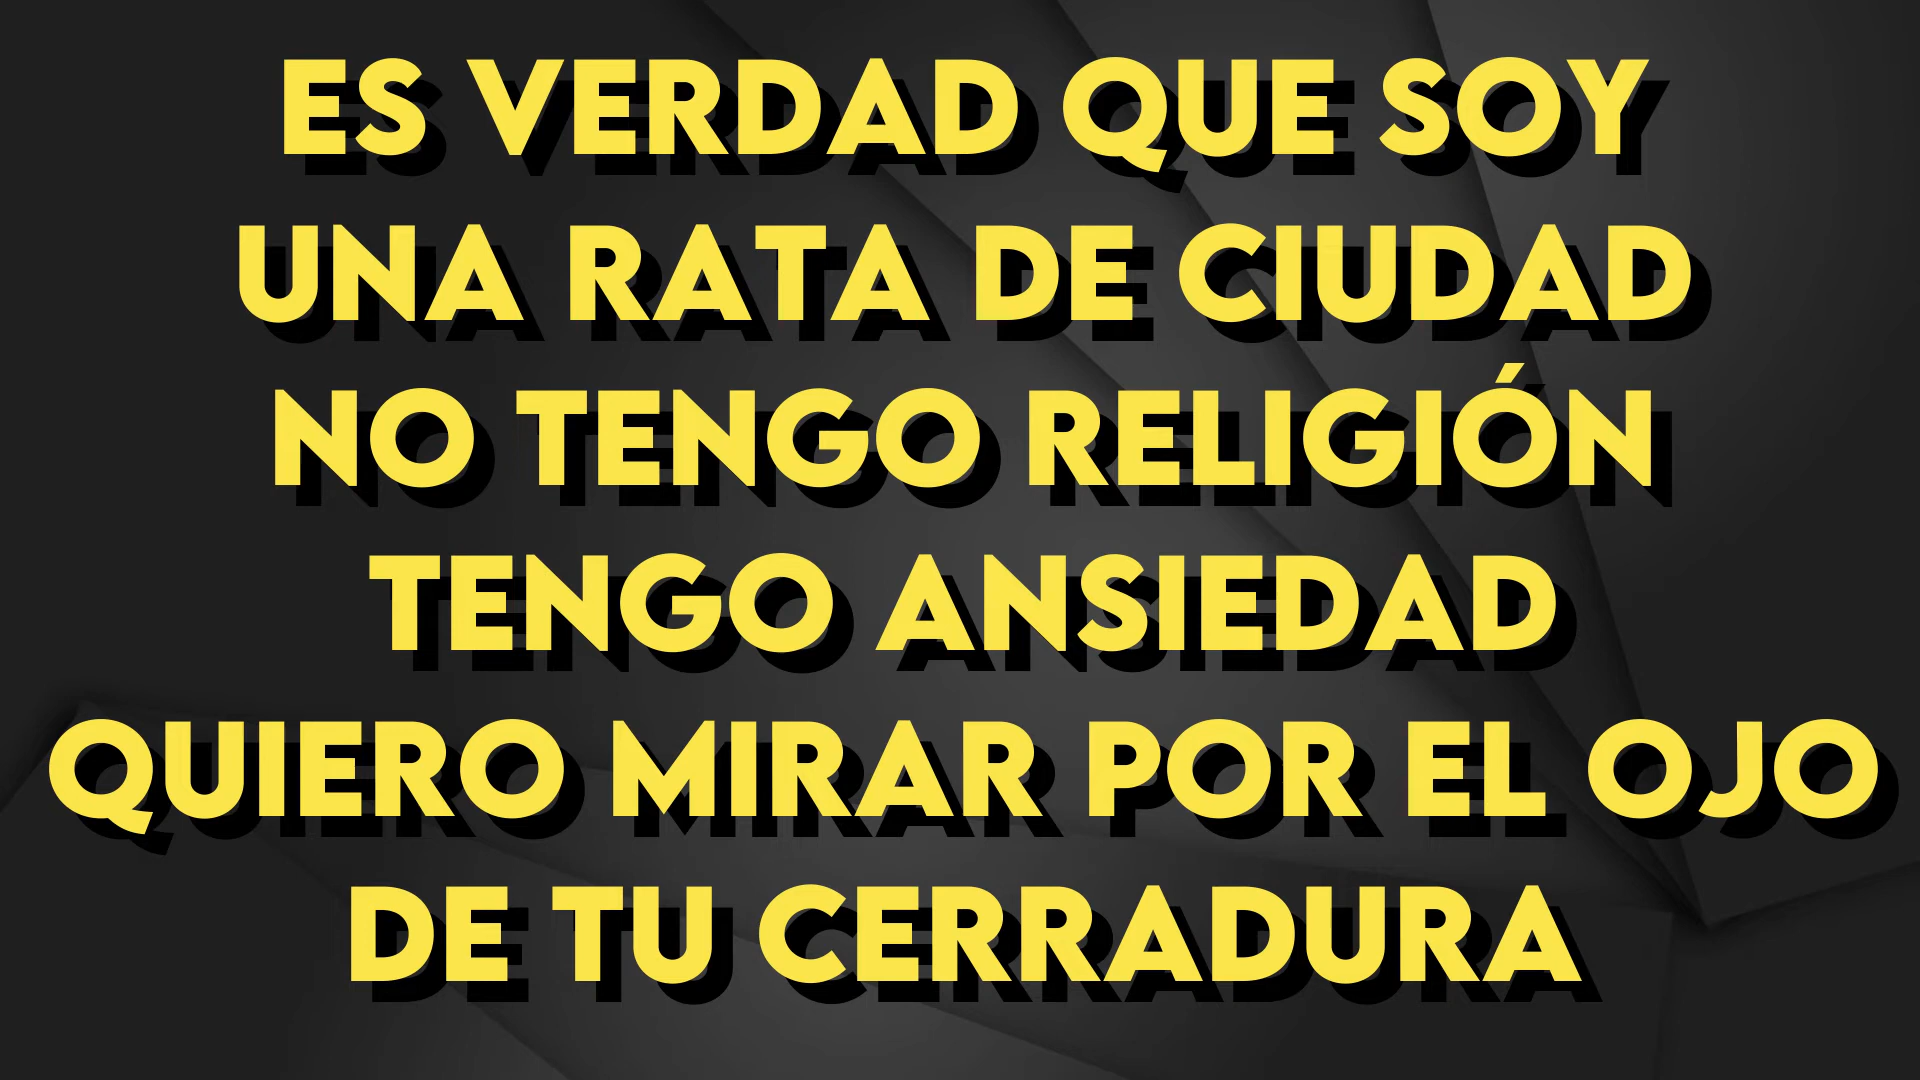 ES VERDAD QUE SOY
UNA RATA DE CIUDAD
NO TENGO RELIGIÓN
TENGO ANSIEDAD
QUIERO MIRAR POR EL OJO
DE TU CERRADURA